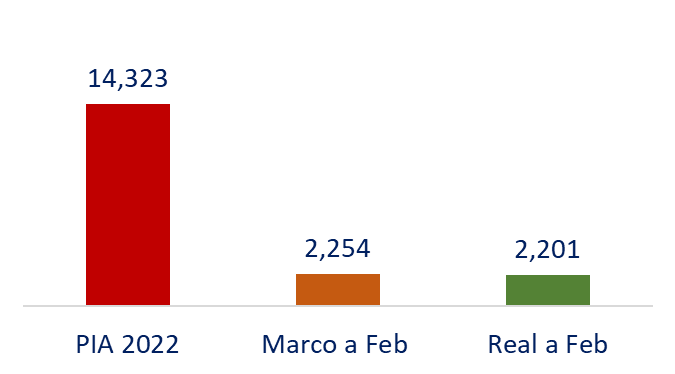 14,323
2,254
2,201
PIA 2022
Marco a Feb
Real a Feb